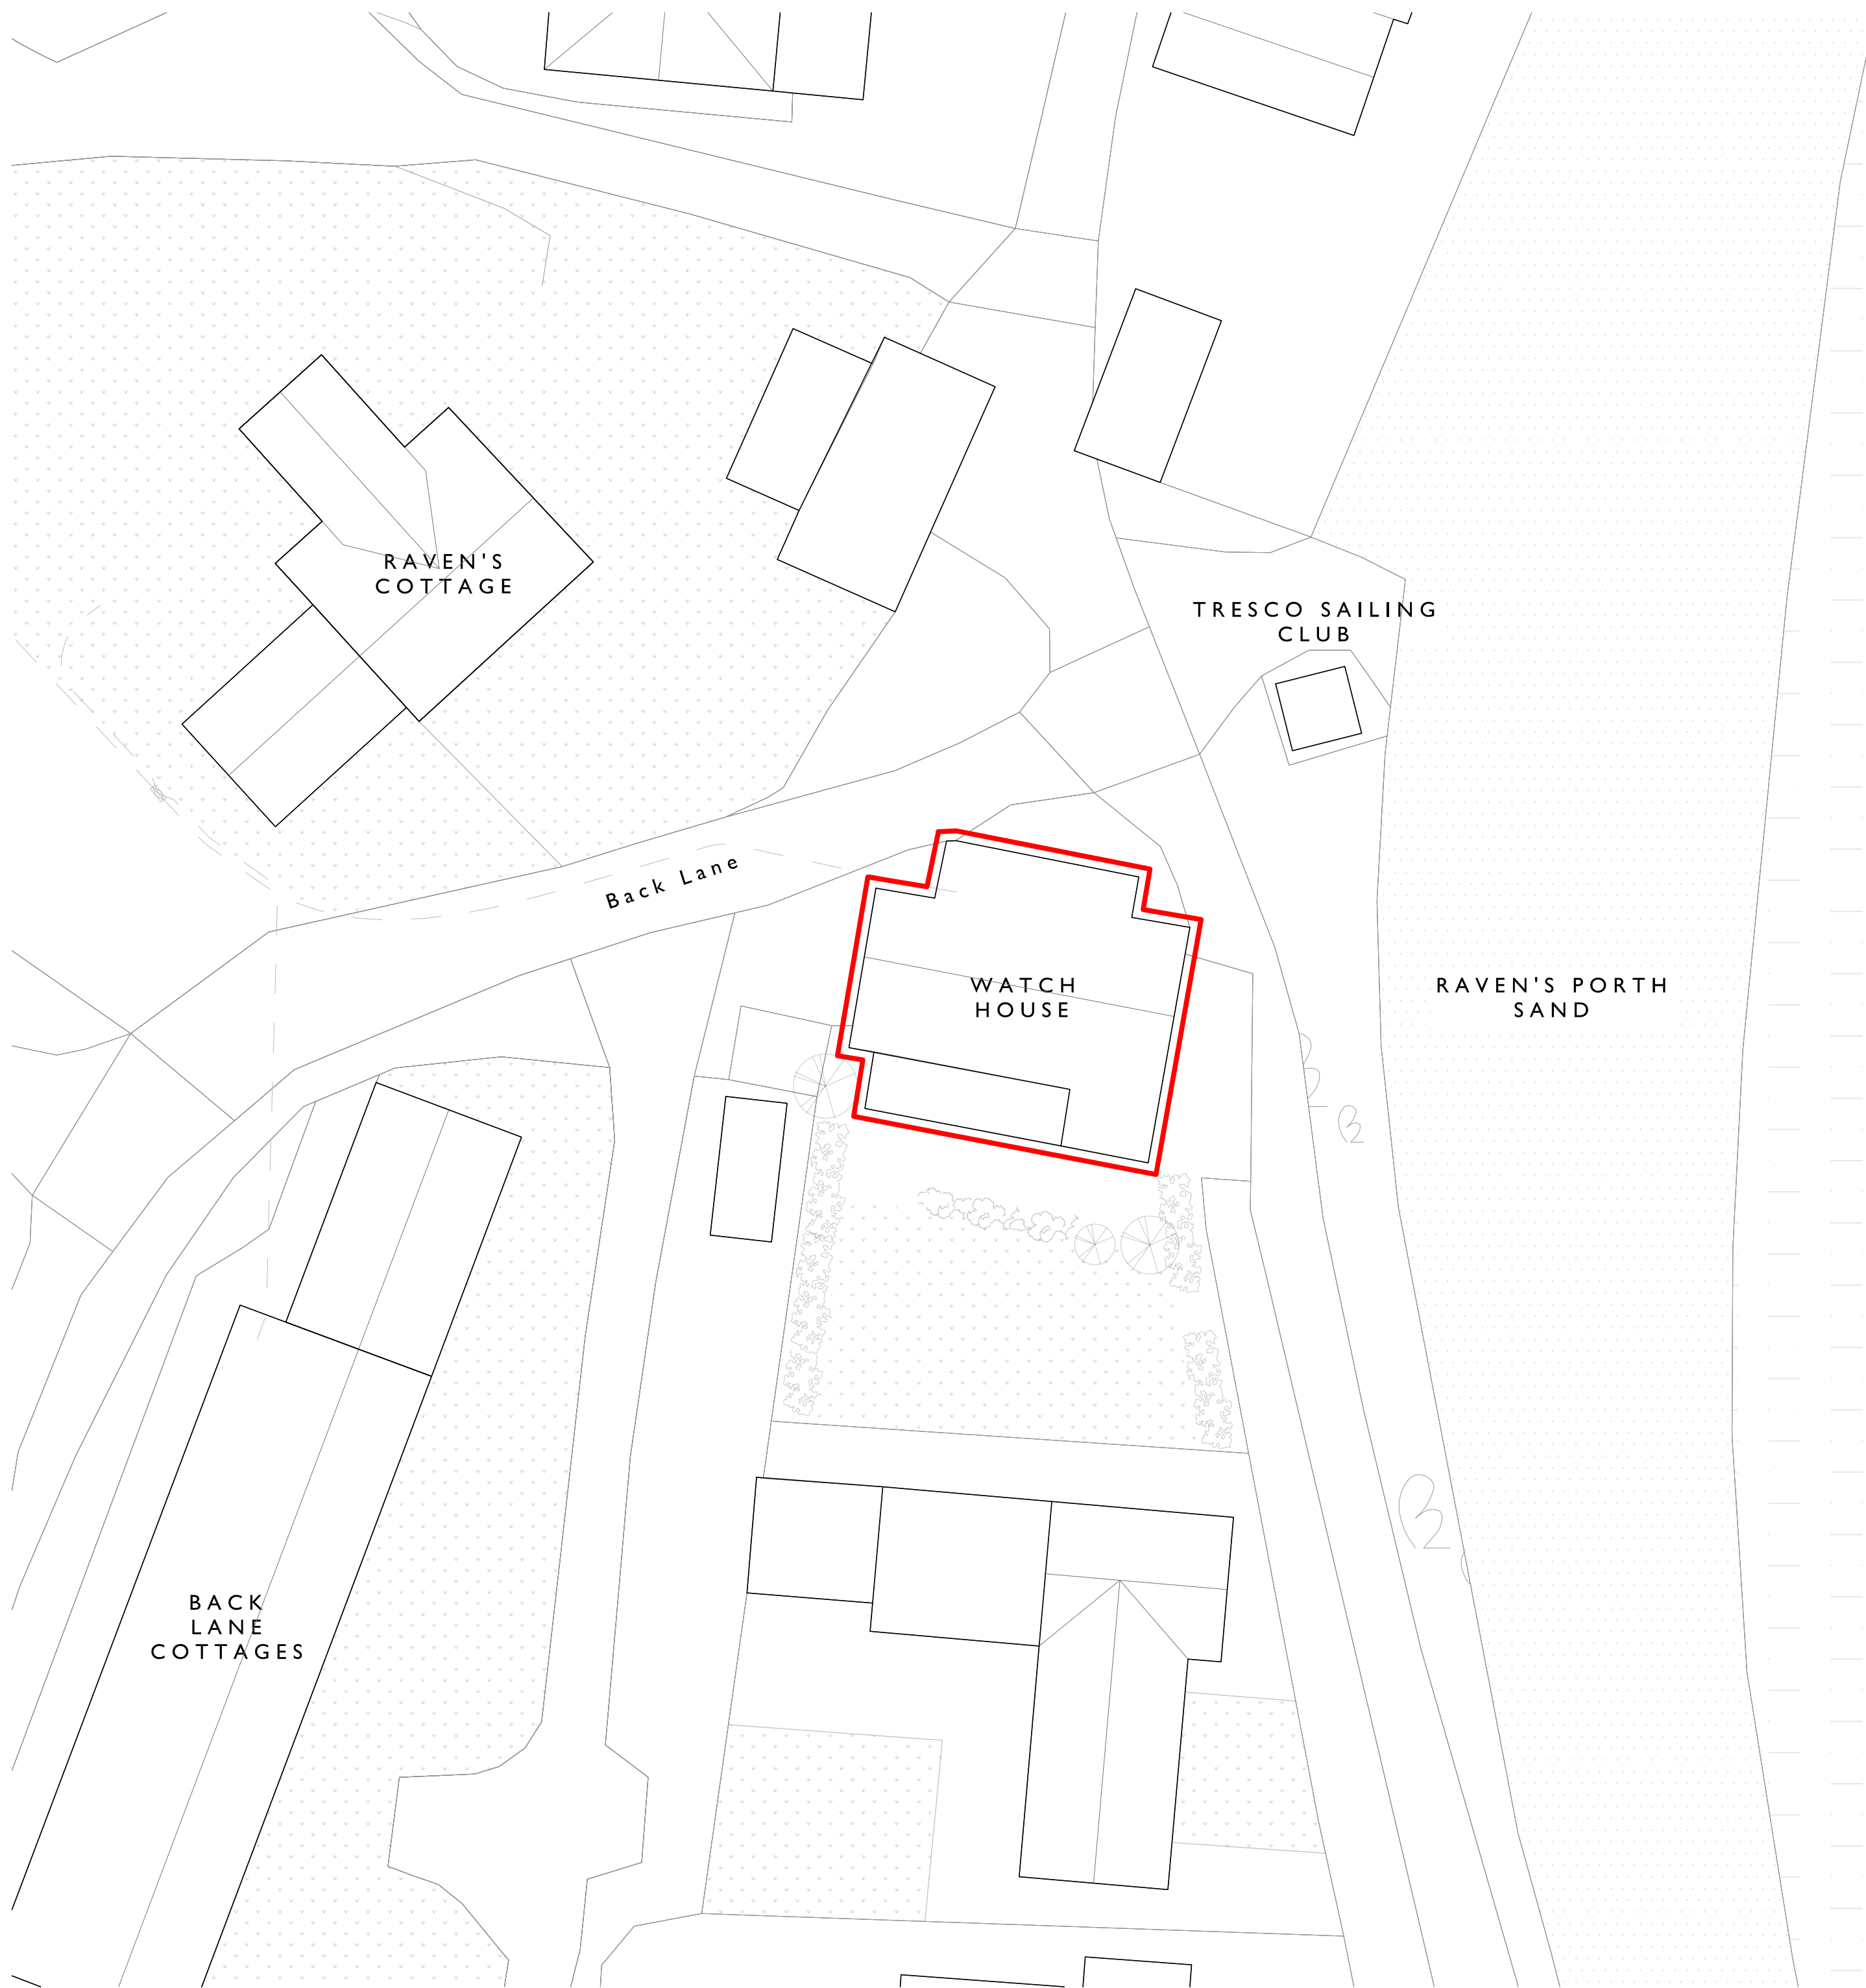 RAVEN'S
COTTAGE
TRESCO SAILING
CLUB
Back Lane
WATCH
HOUSE
RAVEN'S PORTH
SAND
BACK
LANE
COTTAGES